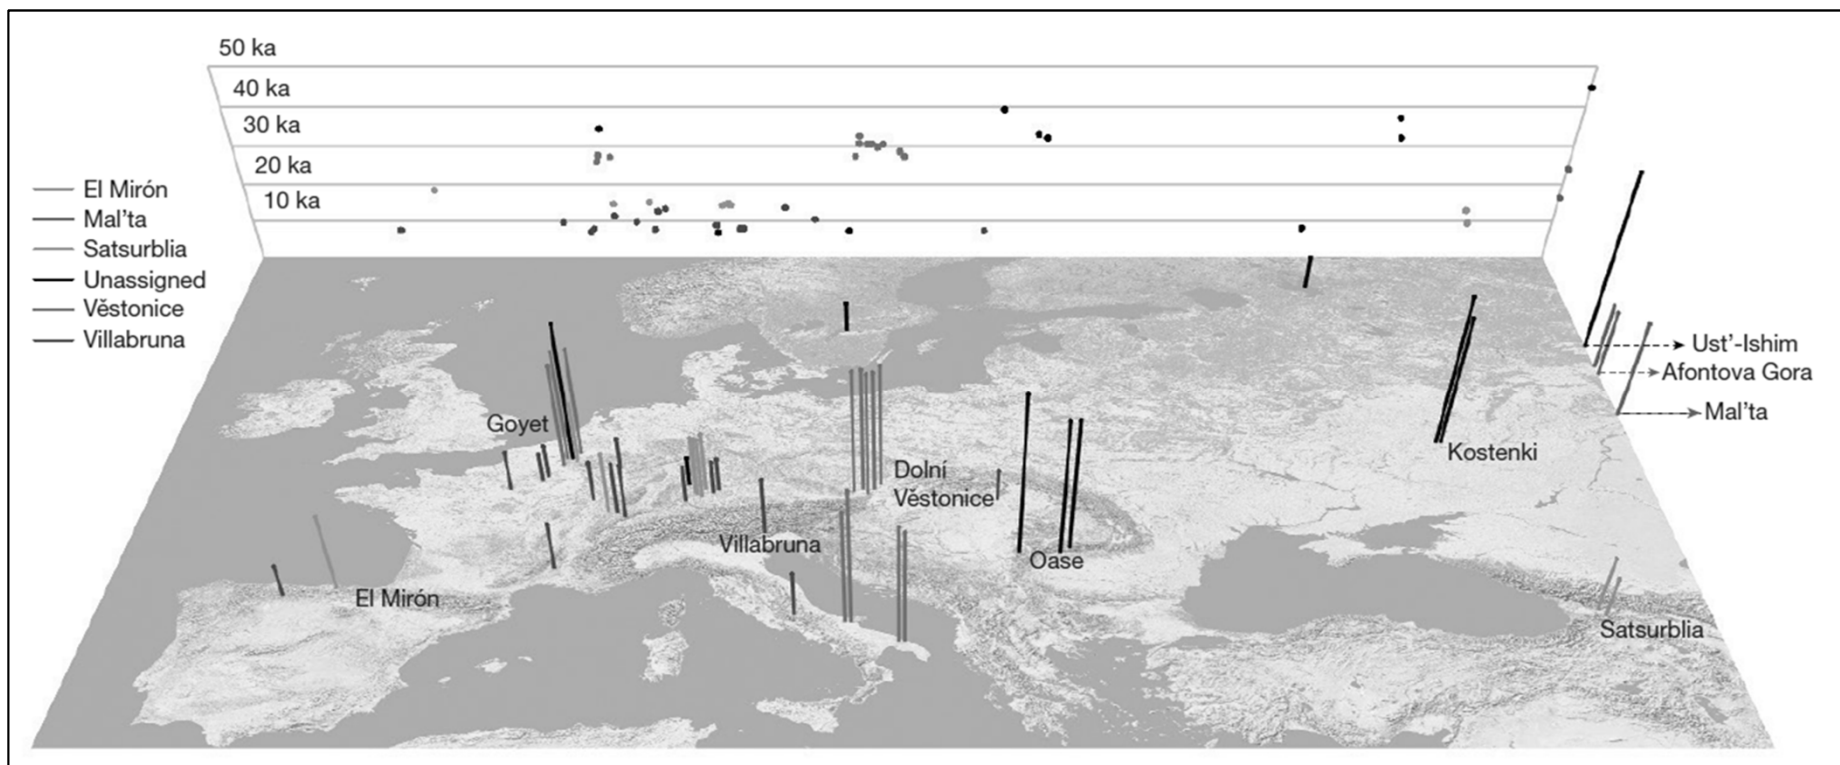 50 ka
40 ka
30 ka
20 ka
10 ka
El Mirón
Mal'ta
Satsurblia
Unassigned
Věstonice
Villabruna
Ust'-Ishim
Afontova Gora
Mal'ta
Goyet
Kostenki
Dolní
Věstonice
Villabruna
Oase
El Mirón
Satsurblia